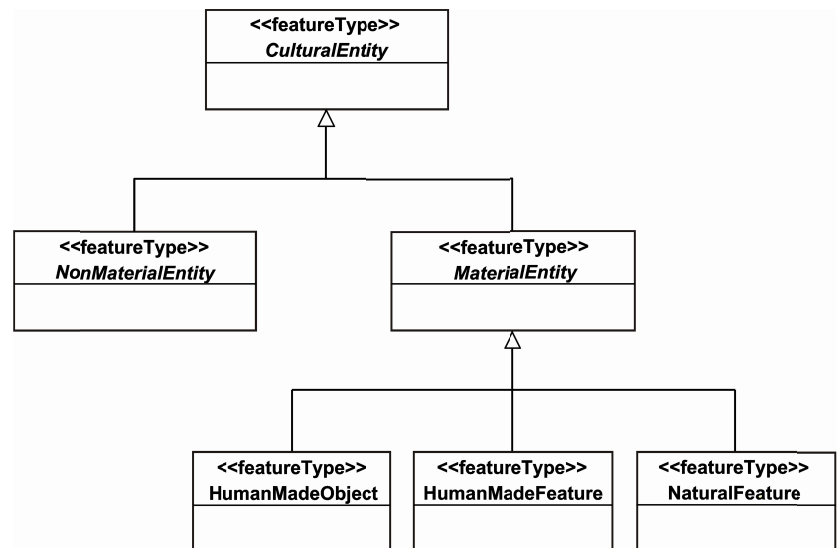 <<featureType>>
CulturalEntity
<<featureType>>
NonMaterialEntity
<<featureType>>
MaterialEntity
<<featureType>>
HumanMadeObject
<<featureType>>
HumanMadeFeature
<<featureType>>
NaturalFeature